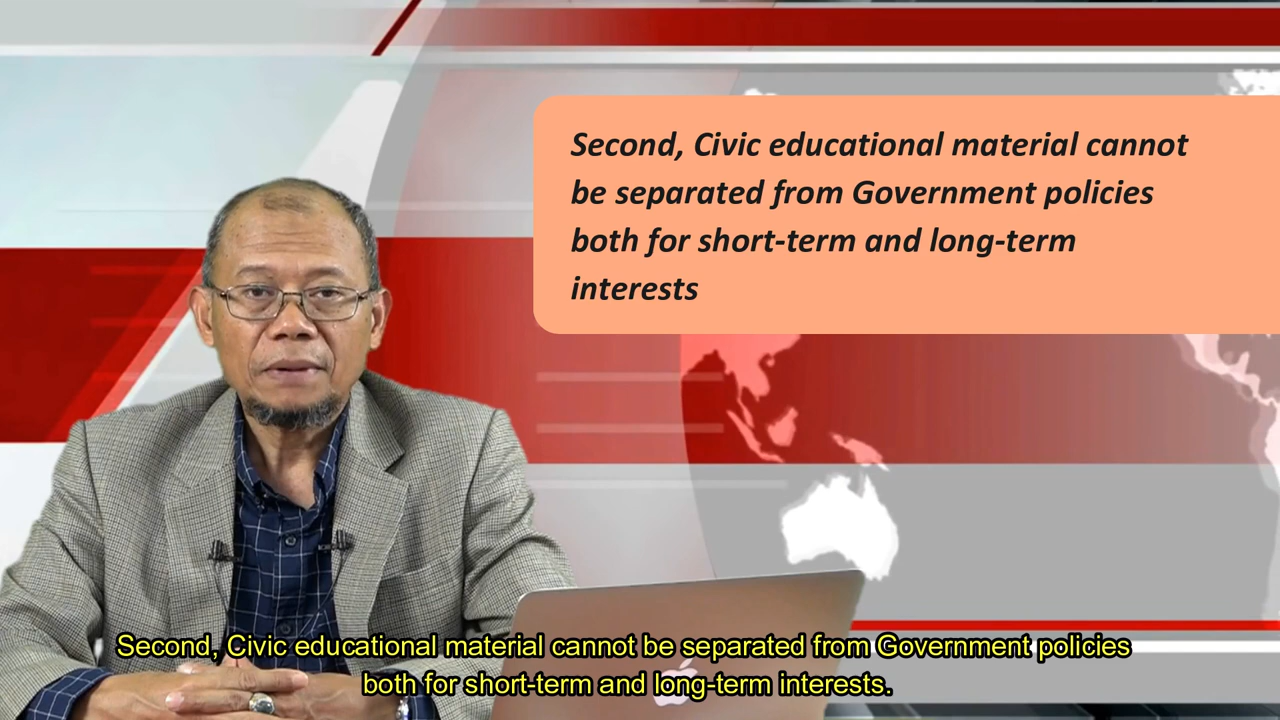 Second, Civic educational material cannot
be separated from Government policies
both for short-term and long-term
interests
Second, Civic educational material cannot be separated from Government policies
both for short-term and long-term interests.